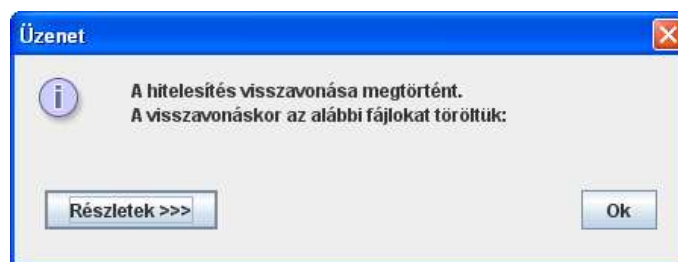 Üzenet
A hitelesítés visszavonása megtörtént.
A visszavonáskor az alábbi fájlokat töröltük:
Részletek >>>
Ok